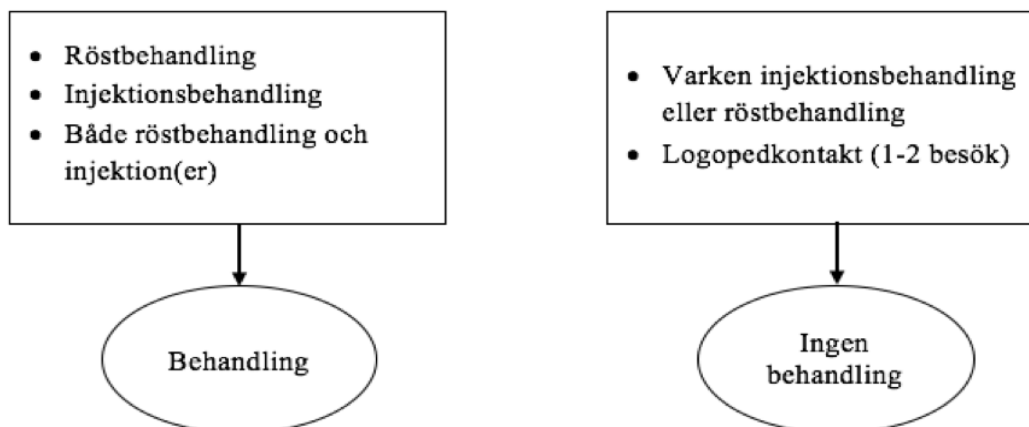 • Röstbehandling
• Injektionsbehandling
• Både röstbehandling och
injektion(er)
• Varken injektionsbehandling
eller röstbehandling
• Logopedkontakt (1-2 besök)
Behandling
Ingen
behandling